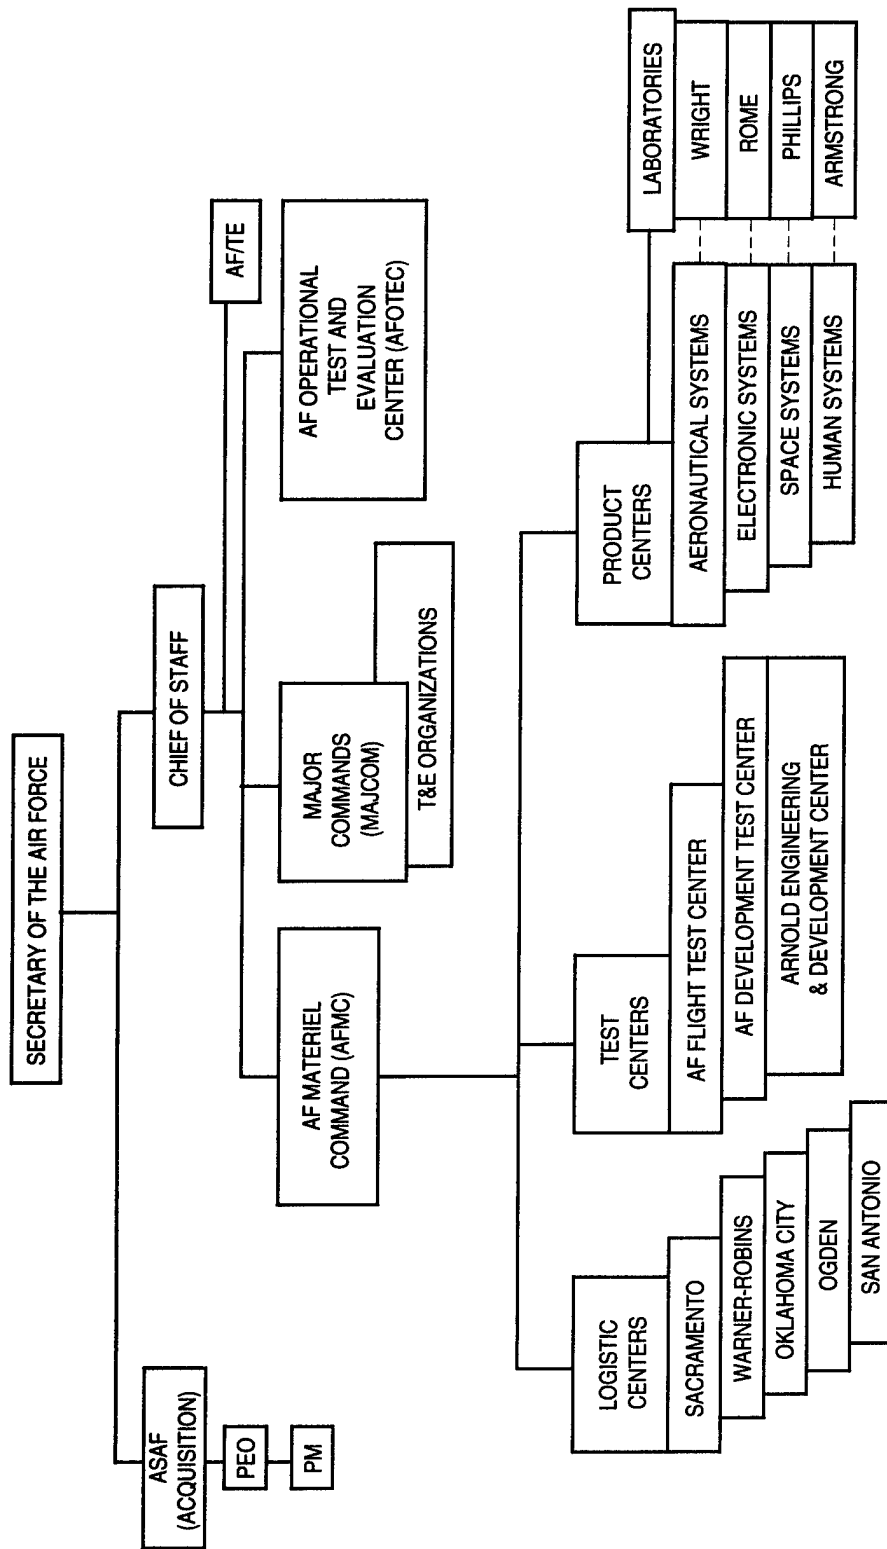 SECRETARY OF THE AIR FORCE
ASAF
(ACQUISITION)
PEO
PM
CHIEF OF STAFF
AF/TE
AF MATERIEL
COMMAND (AFMC)
MAJOR
COMMANDS
(MAJCOM)
T&E ORGANIZATIONS
AF OPERATIONAL
TEST AND
EVALUATION
CENTER (AFOTEC)
LOGISTIC
CENTERS
SACRAMENTO
WARNER-ROBINS
OKLAHOMA CITY
OGDEN
SAN ANTONIO
TEST
CENTERS
AF FLIGHT TEST CENTER
AF DEVELOPMENT TEST CENTER
ARNOLD ENGINEERING
& DEVELOPMENT CENTER
PRODUCT
CENTERS
AERONAUTICAL SYSTEMS
ELECTRONIC SYSTEMS
SPACE SYSTEMS
HUMAN SYSTEMS
LABORATORIES
WRIGHT
ROME
PHILLIPS
ARMSTRONG